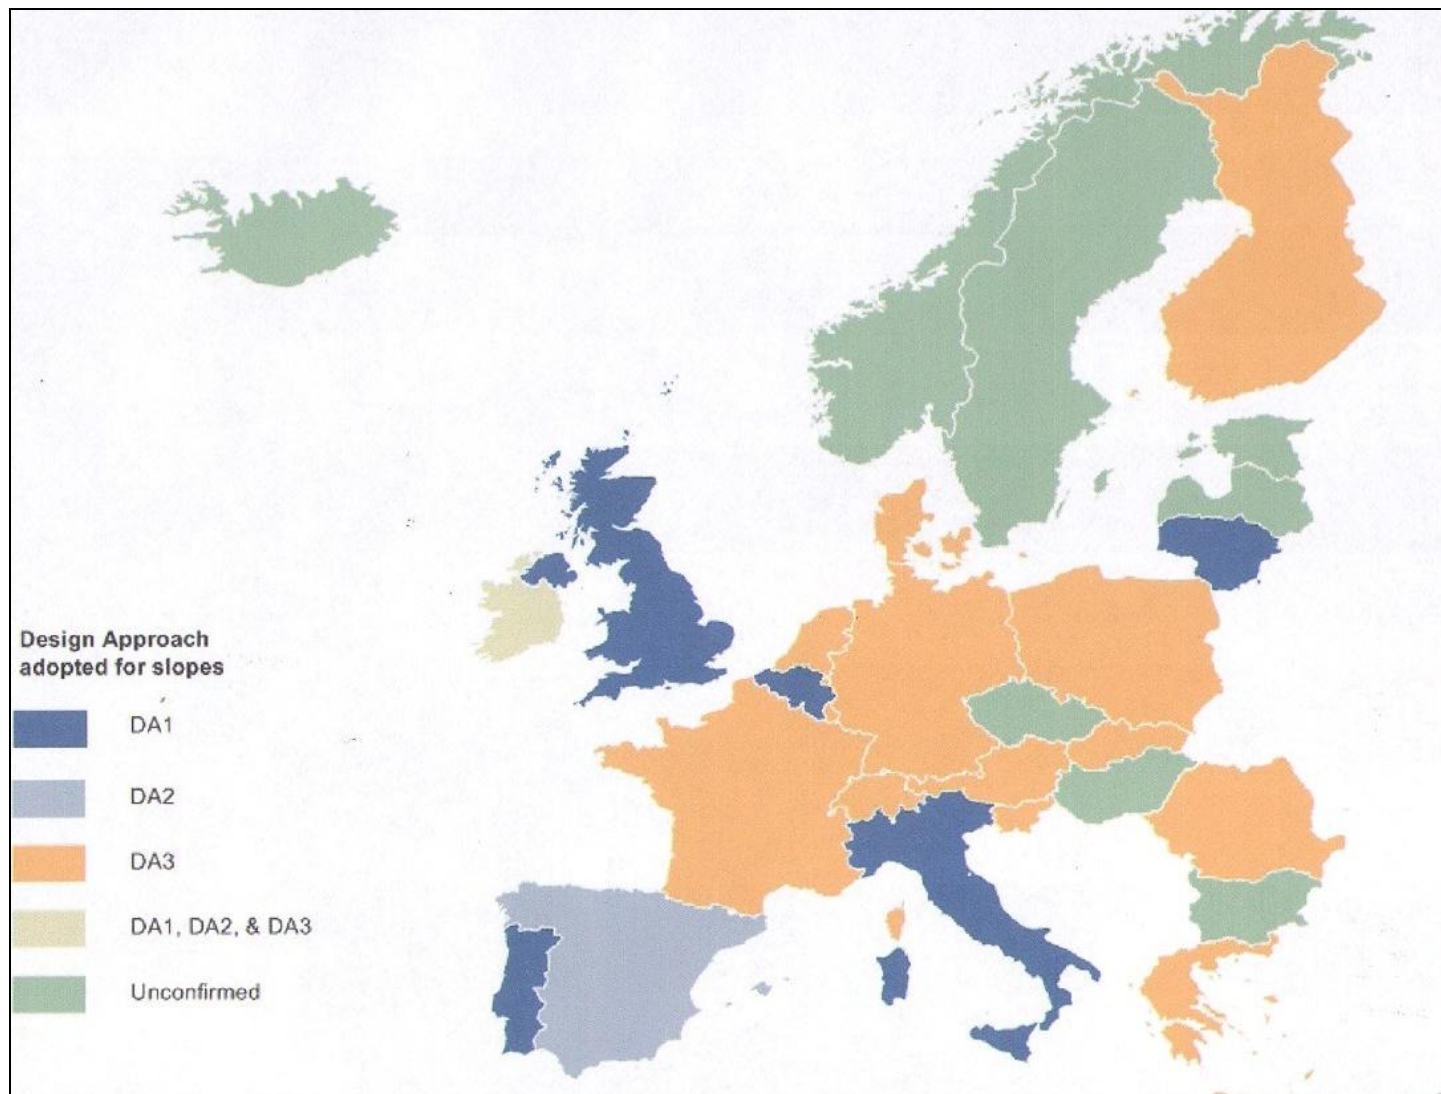 Design Approach
adopted for slopes
DA1
DA2
DA3
DA1, DA2, & DA3
Unconfirmed